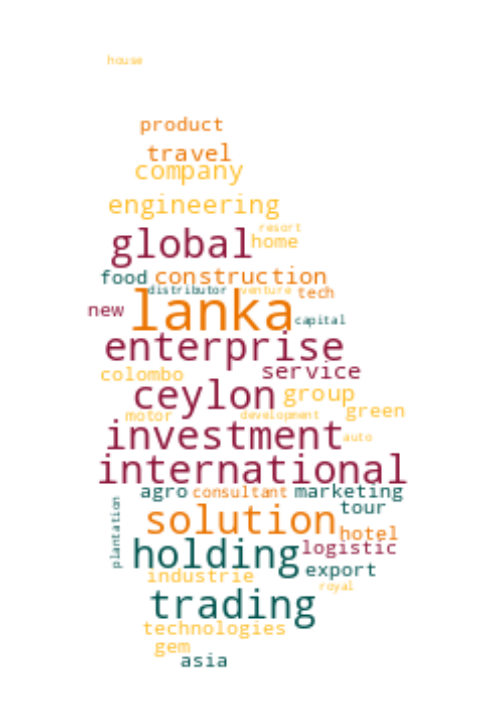 house
product
travel
company
engineering
resort
global home
food construction
distributor venture tech
new lanka capital
enterprise
colombo service
ceylon group
motor development green
investment auto
international
agro consultant marketing
plantation solution tour
hotel
holding logistic
industrie export
royal
trading
technologies
gem
asia